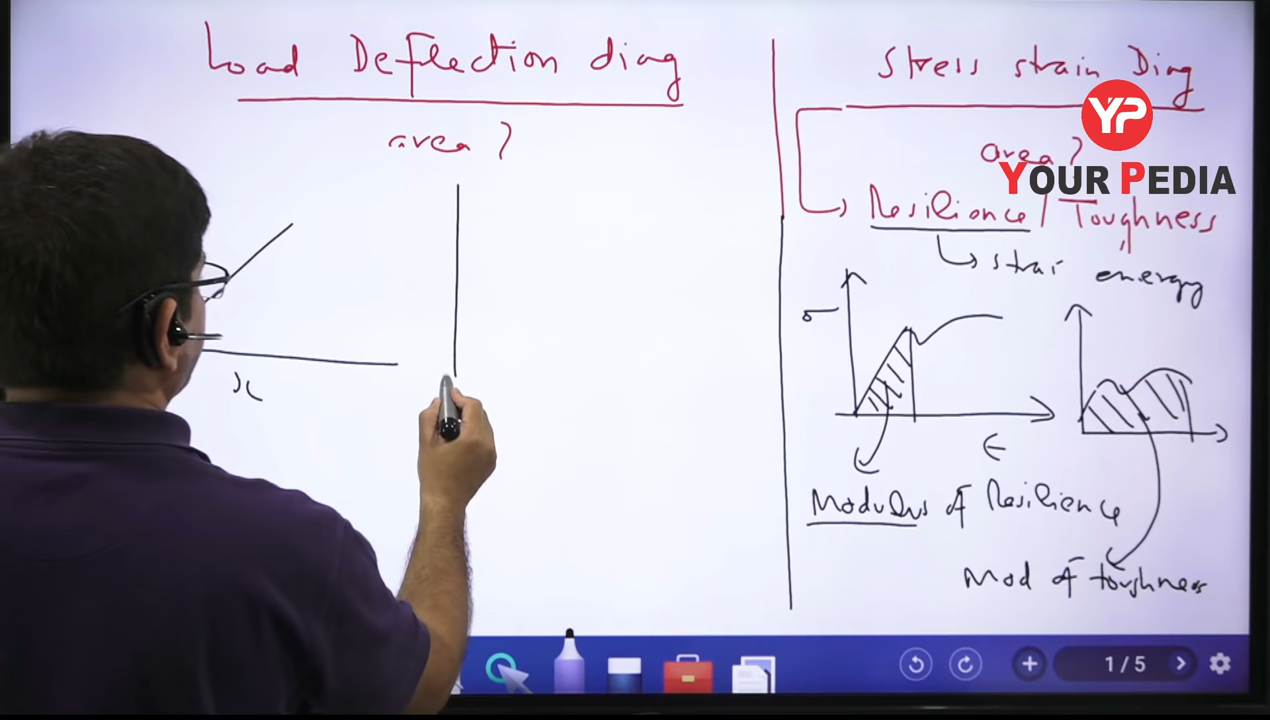 Load Deflection diag
area?
x
Stress strain Diag
area?
YP
YOUR PEDIA
Resilience / Toughness
strai energy
σ
ϵ
Modulus of Resilience
Mod of toughness
1 / 5